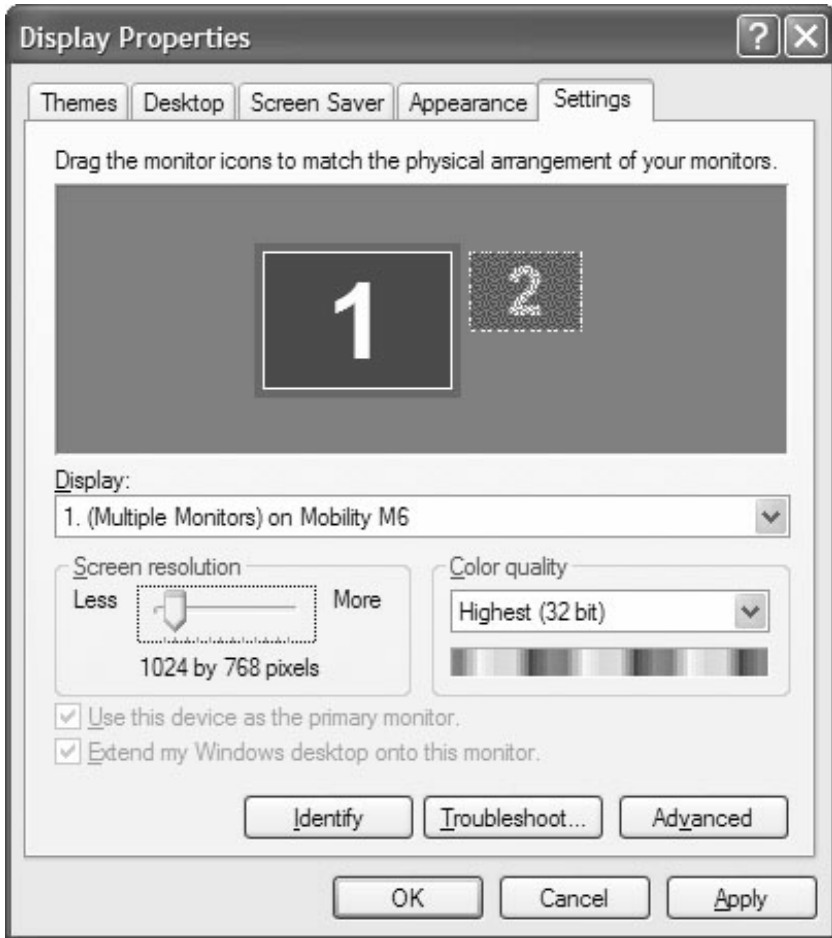 Display Properties
Themes Desktop Screen Saver Appearance Settings
Drag the monitor icons to match the physical arrangement of your monitors.
1 2
Display:
1. (Multiple Monitors) on Mobility M6
Screen resolution Color quality
Less More Highest (32 bit)
1024 by 768 pixels
Use this device as the primary monitor.
Extend my Windows desktop onto this monitor.
Identify Troubleshoot... Advanced
OK Cancel Apply